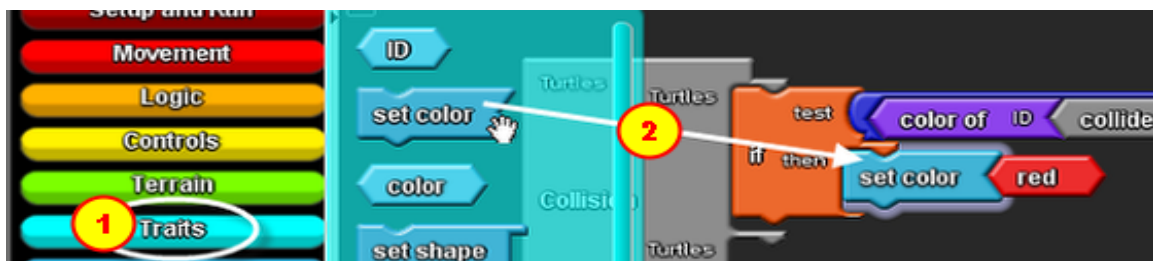 Setup and Run
Movement
Logic
Controls
Terrain
1
Traits
ID
set color
color
set shape
Turtles
Collision
2
Turtles
Turtles
if
test
then
color of
ID
collide
set color
red